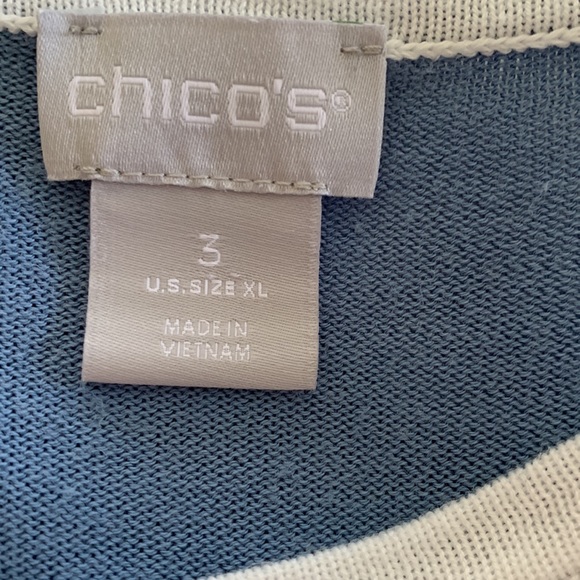 chico's®
3
U.S. SIZE XL
MADE IN
VIETNAM